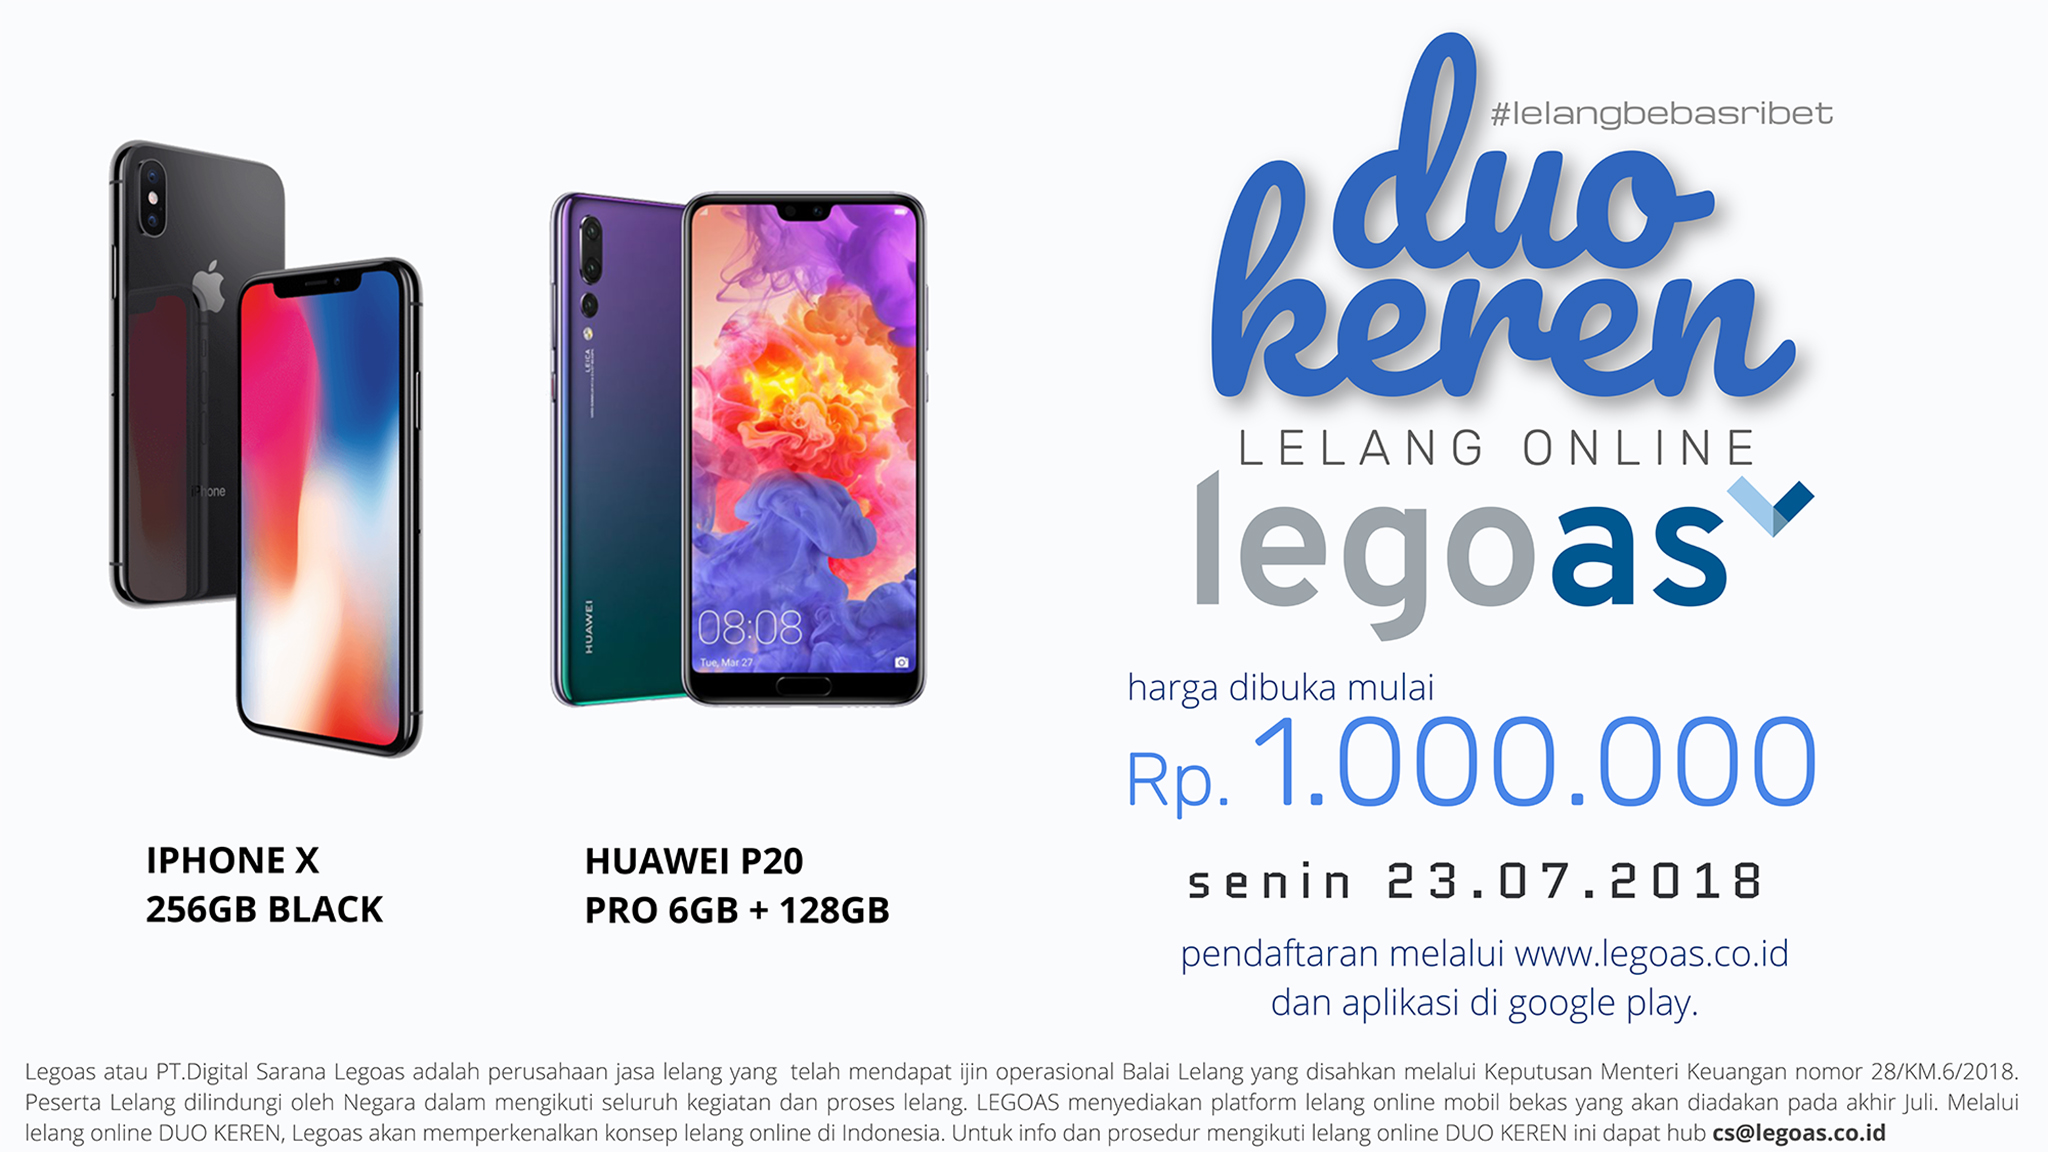 #lelangbebasribet
duo
keren
LELANG ONLINE
legoas
harga dibuka mulai
Rp. 1.000.000
senin 23.07.2018
pendaftaran melalui www.legoas.co.id
dan aplikasi di google play.
iPhone
LEICA
HUAWEI
08:08
Tue, Mar 27
IPHONE X
256GB BLACK
HUAWEI P20
PRO 6GB + 128GB
Legoas atau PT.Digital Sarana Legoas adalah perusahaan jasa lelang yang telah mendapat ijin operasional Balai Lelang yang disahkan melalui Keputusan Menteri Keuangan nomor 28/KM.6/2018.
Peserta Lelang dilindungi oleh Negara dalam mengikuti seluruh kegiatan dan proses lelang. LEGOAS menyediakan platform lelang online mobil bekas yang akan diadakan pada akhir Juli. Melalui
lelang online DUO KEREN, Legoas akan memperkenalkan konsep lelang online di Indonesia. Untuk info dan prosedur mengikuti lelang online DUO KEREN ini dapat hub cs@legoas.co.id